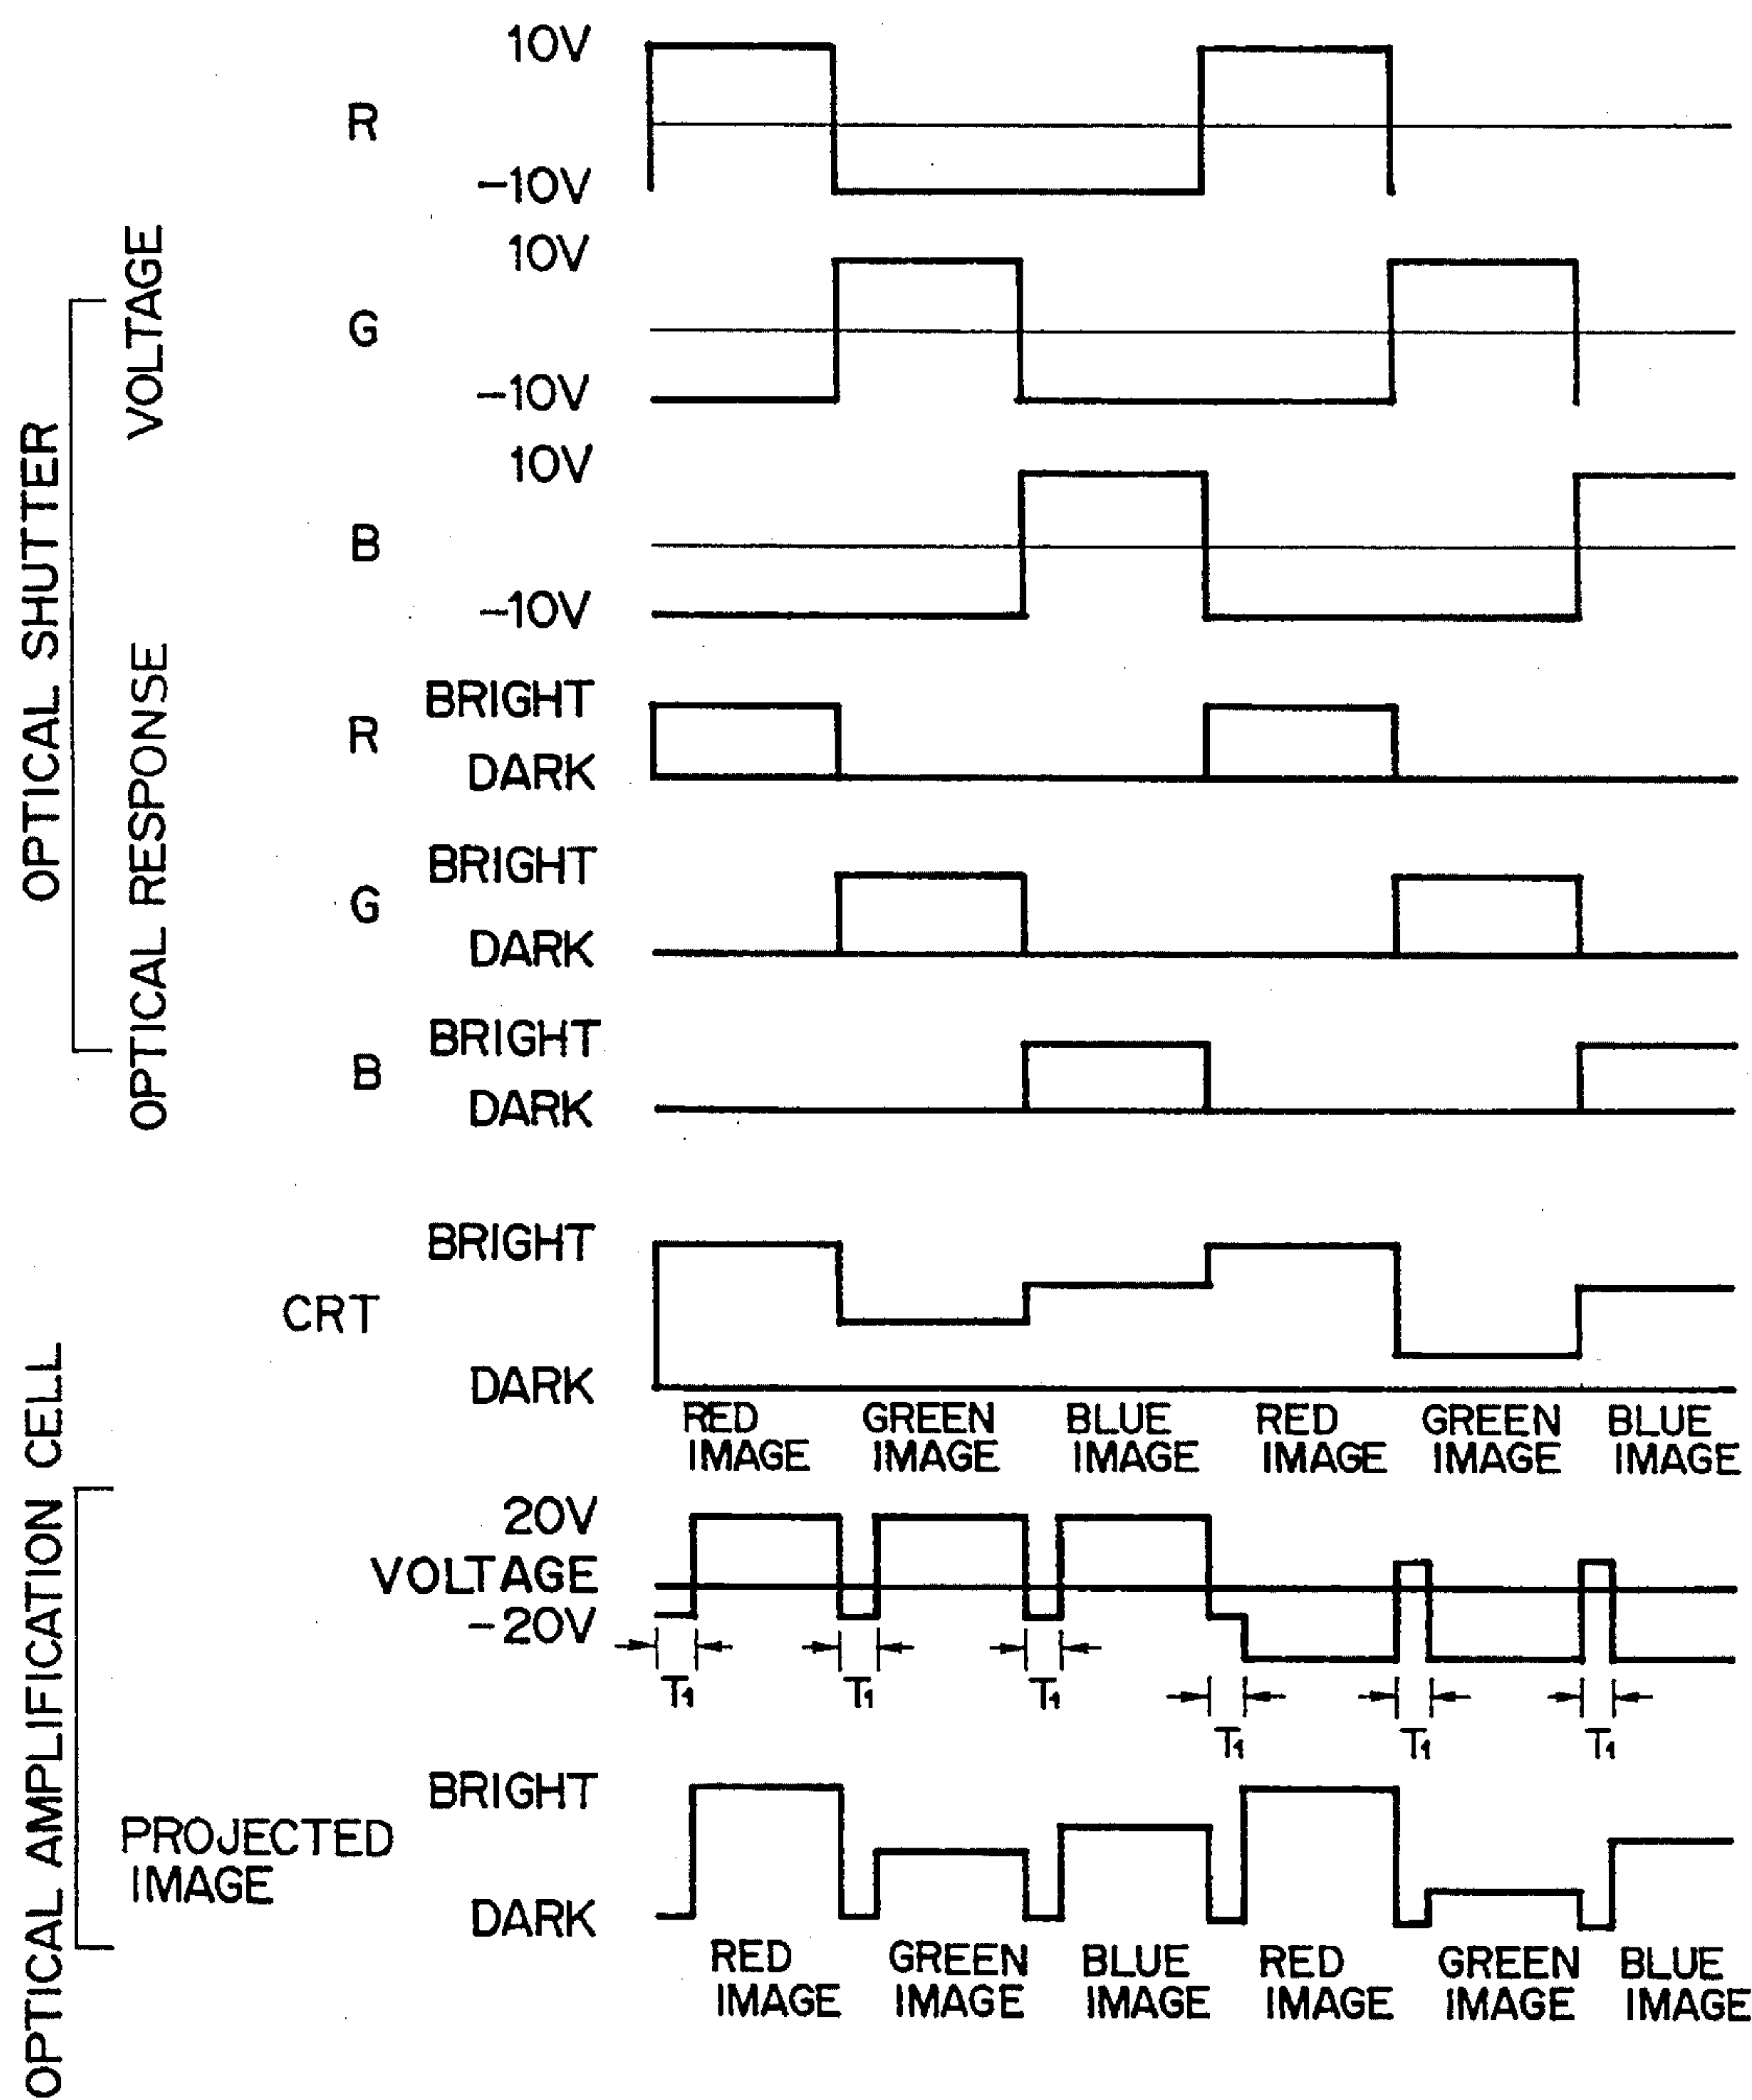 OPTICAL SHUTTER
VOLTAGE
R
10V
-10V
G
10V
-10V
B
10V
-10V
OPTICAL RESPONSE
R
BRIGHT
DARK
G
BRIGHT
DARK
B
BRIGHT
DARK
CRT
BRIGHT
DARK
RED
IMAGE
GREEN
IMAGE
BLUE
IMAGE
RED
IMAGE
GREEN
IMAGE
BLUE
IMAGE
OPTICAL AMPLIFICATION CELL
20V
VOLTAGE
-20V
T1
T1
T1
T1
T1
T1
PROJECTED
IMAGE
BRIGHT
DARK
RED
IMAGE
GREEN
IMAGE
BLUE
IMAGE
RED
IMAGE
GREEN
IMAGE
BLUE
IMAGE